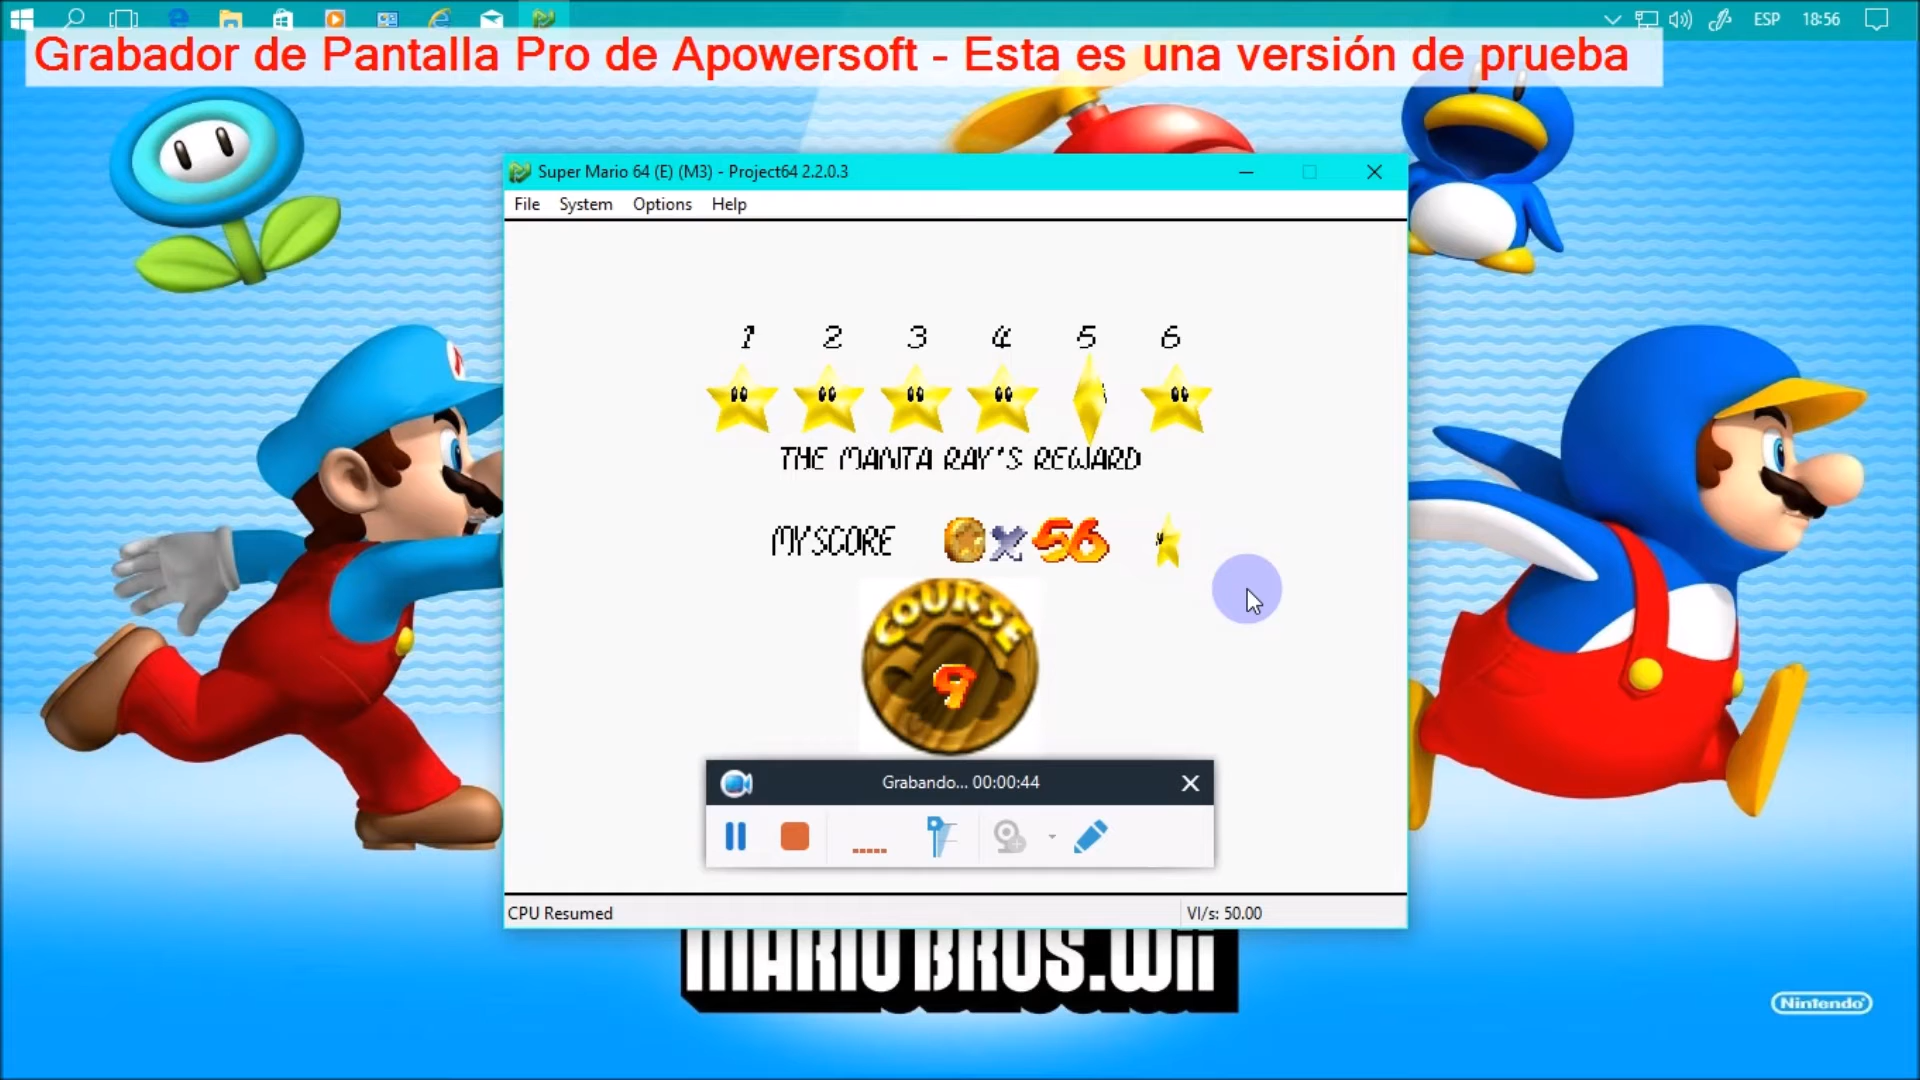 ESP 18:56
Grabador de Pantalla Pro de Apowersoft - Esta es una versión de prueba
Super Mario 64 (E) (M3) - Project64 2.2.0.3
File System Options Help
1 2 3 4 5 6
THE MANTA RAY'S REWARD
MY SCORE × 56
COURSE
9
Grabando... 00:00:44
CPU Resumed VI/s: 50.00
MARIO BROS.Wii
Nintendo